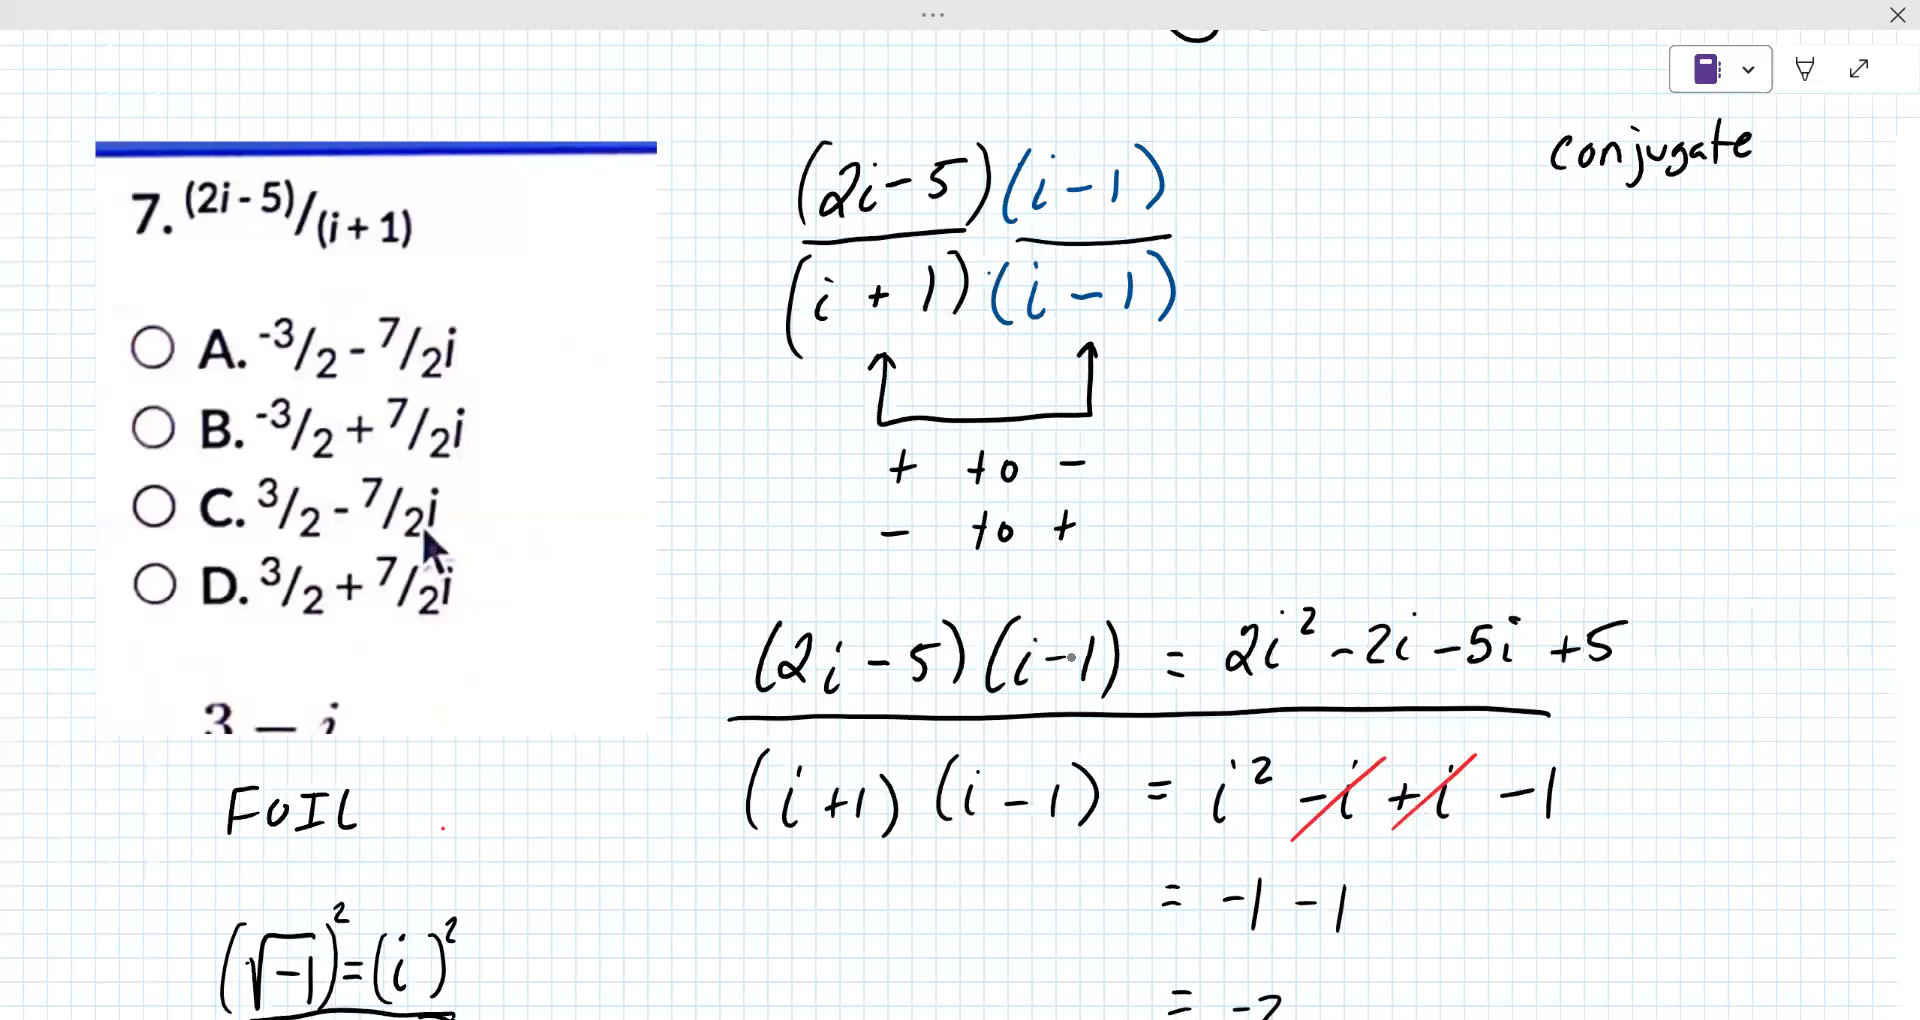 conjugate
7. (2i - 5)/(i + 1)
A. -3/2 - 7/2i
B. -3/2 + 7/2i
C. 3/2 - 7/2i
D. 3/2 + 7/2i
3 - i
(2i - 5)(i - 1)
(i + 1)(i - 1)
+ to -
- to +
(2i - 5)(i - 1) = 2i² - 2i - 5i + 5
(i + 1)(i - 1) = i² - i + i - 1
= -1 - 1
= -2
FOIL
(√-1)² = (i)²